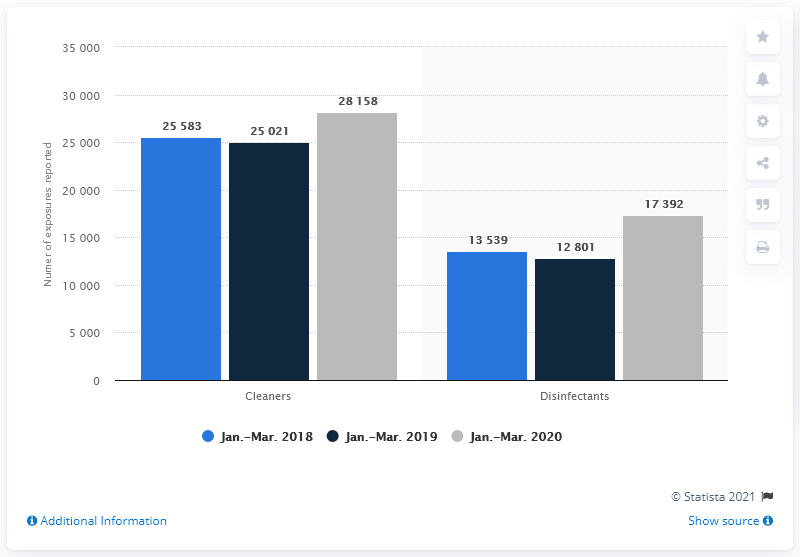 35 000
30 000
25 000
20 000
15 000
10 000
5 000
0
Numer of exposures reported
25 583
25 021
28 158
13 539
12 801
17 392
Cleaners
Disinfectants
Jan.-Mar. 2018
Jan.-Mar. 2019
Jan.-Mar. 2020
© Statista 2021
Additional Information
Show source